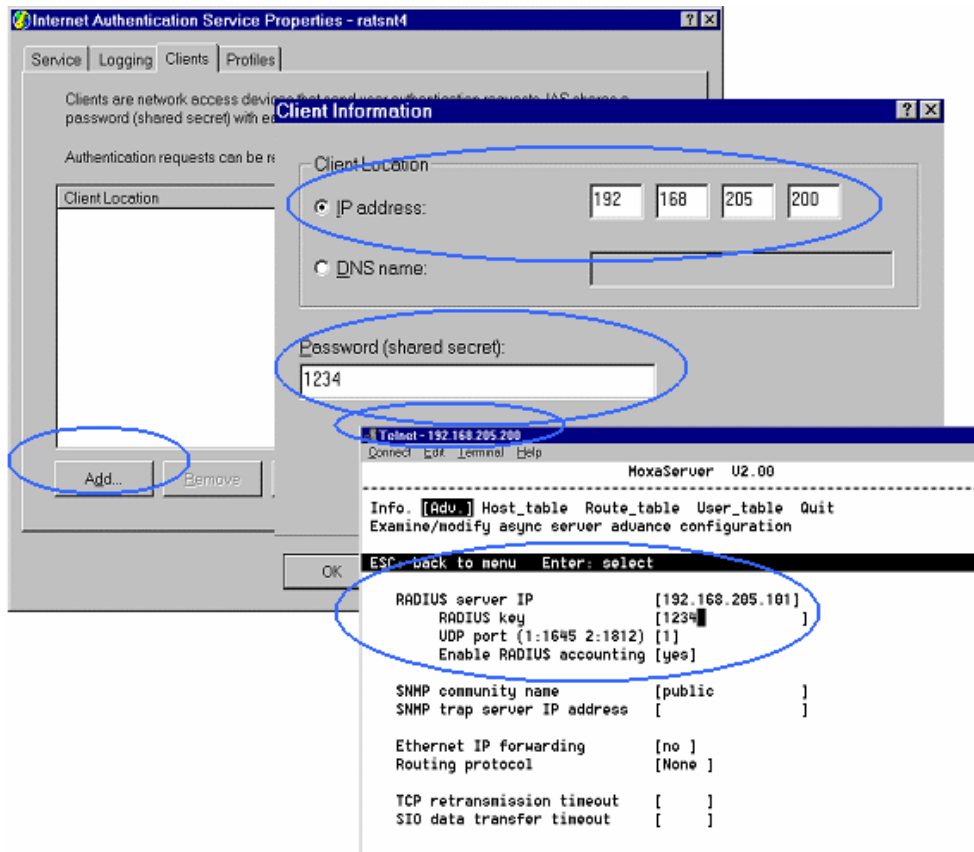 Internet Authentication Service Properties - ratsnt4
Service Logging Clients Profiles
Clients are network access devices that send user authentication requests. IAS shares a
password (shared secret) with ea
Authentication requests can be re
Client Location
Add...
Remove
OK
Client Information
Client Location
IP address: 192 168 205 200
DNS name:
Password (shared secret):
1234
Telnet - 192.168.205.200
Connect Edit Terminal Help
MoxaServer V2.00
Info. [Adv.] Host_table Route_table User_table Quit
Examine/modify async server advance configuration
ESC: back to menu Enter: select
RADIUS server IP [192.168.205.101]
RADIUS key [1234 ]
UDP port (1:1645 2:1812) [1]
Enable RADIUS accounting [yes]
SNMP community name [public ]
SNMP trap server IP address [ ]
Ethernet IP forwarding [no ]
Routing protocol [None ]
TCP retransmission timeout [ ]
SIO data transfer timeout [ ]